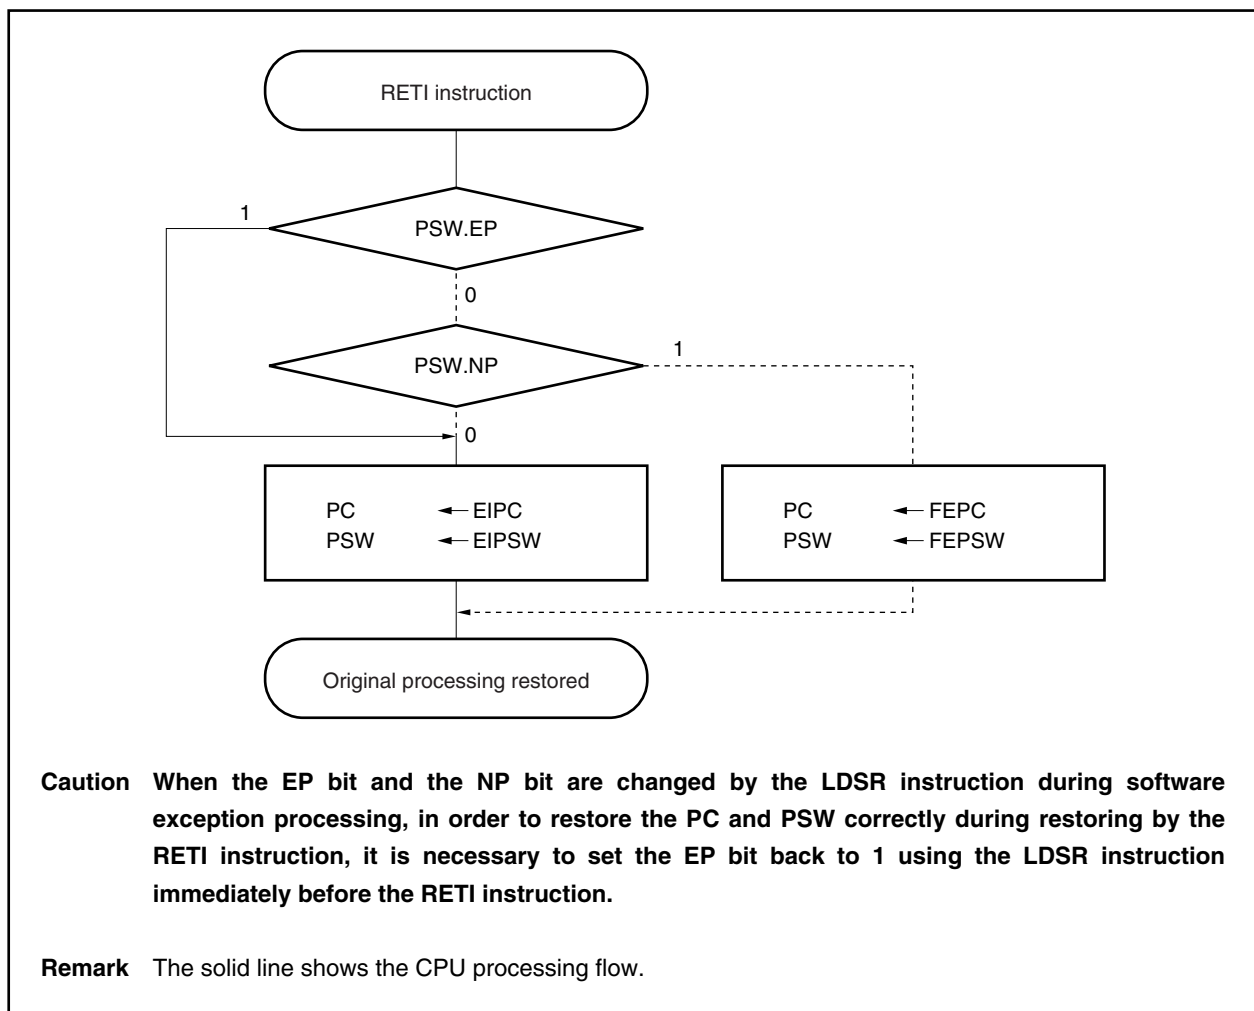 RETI instruction
1
PSW.EP
0
1
PSW.NP
0
PC ← EIPC
PSW ← EIPSW
PC ← FEPC
PSW ← FEPSW
Original processing restored
Caution When the EP bit and the NP bit are changed by the LDSR instruction during software
exception processing, in order to restore the PC and PSW correctly during restoring by the
RETI instruction, it is necessary to set the EP bit back to 1 using the LDSR instruction
immediately before the RETI instruction.
Remark The solid line shows the CPU processing flow.